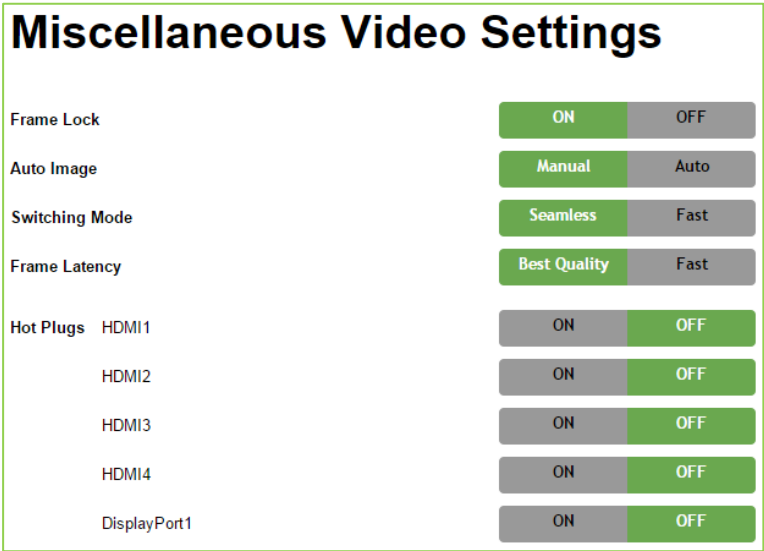 Miscellaneous Video Settings
Frame Lock ON OFF
Auto Image Manual Auto
Switching Mode Seamless Fast
Frame Latency Best Quality Fast
Hot Plugs HDMI1 ON OFF
HDMI2 ON OFF
HDMI3 ON OFF
HDMI4 ON OFF
DisplayPort1 ON OFF